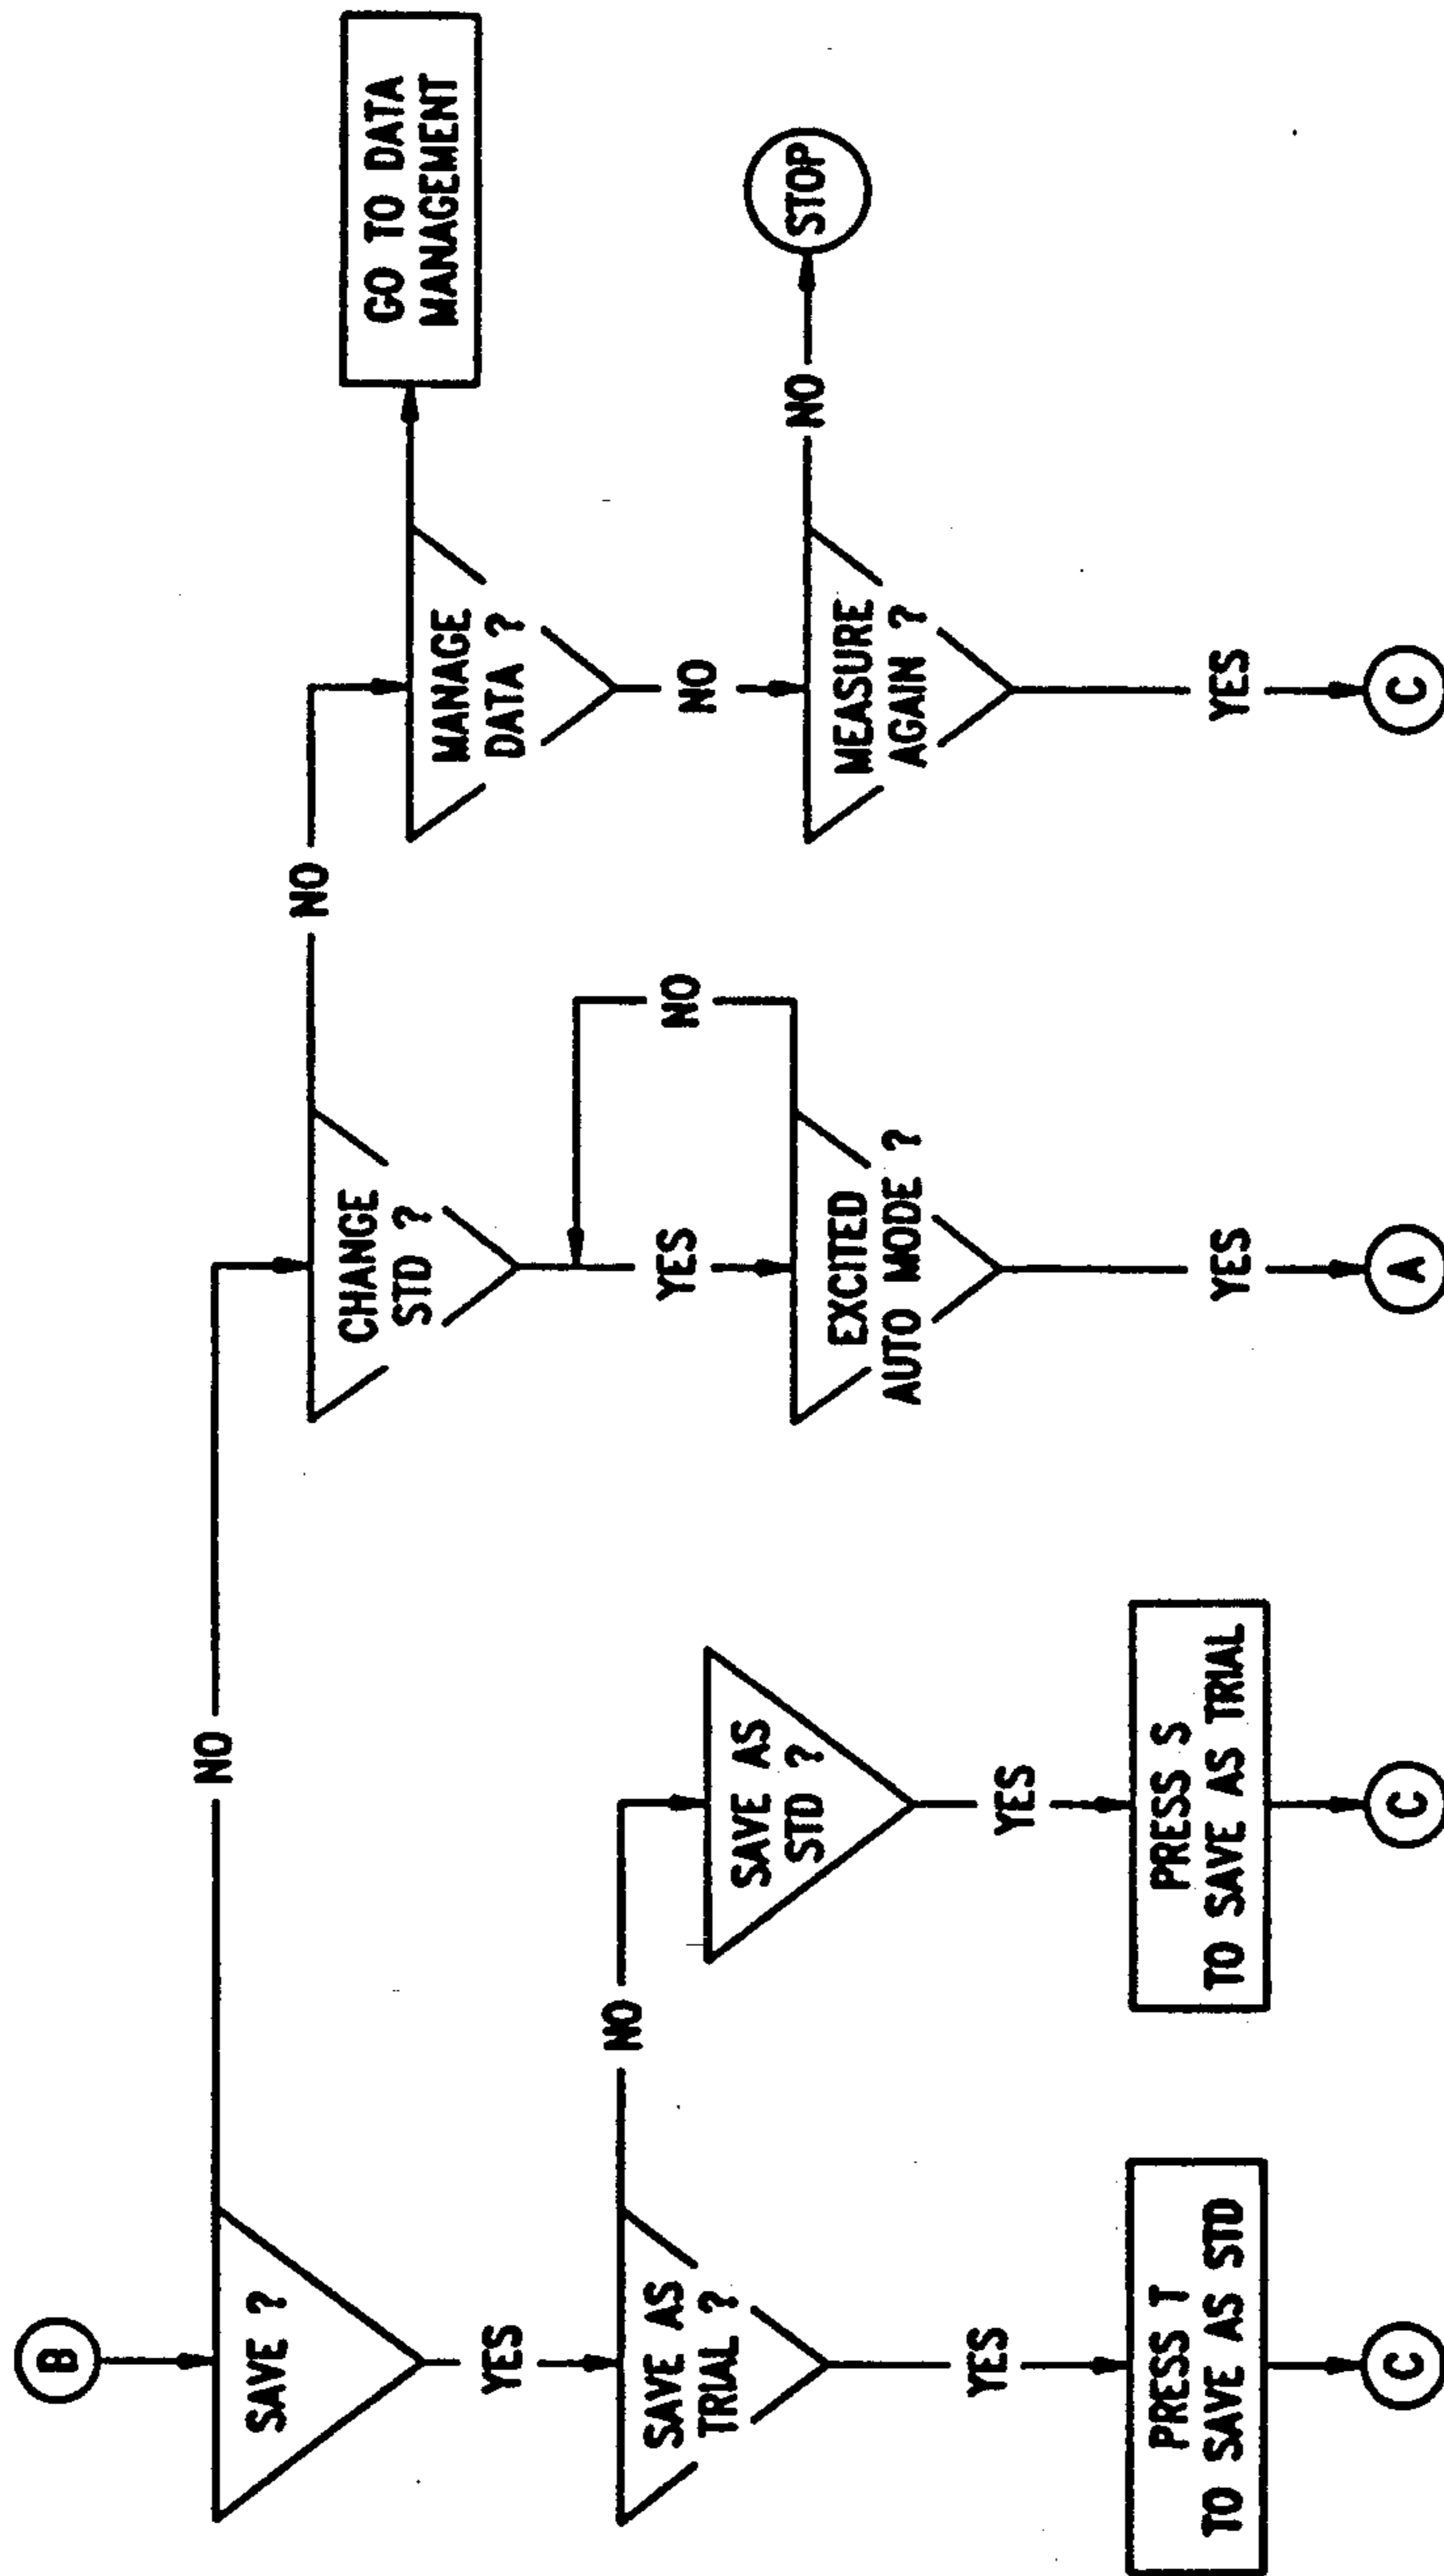 B
SAVE ?
NO
YES
SAVE AS
TRIAL ?
NO
YES
PRESS T
TO SAVE AS STD
C
SAVE AS
STD ?
YES
PRESS S
TO SAVE AS TRIAL
C
CHANGE
STD ?
NO
YES
EXCITED
AUTO MODE ?
NO
YES
A
MANAGE
DATA ?
GO TO DATA
MANAGEMENT
NO
MEASURE
AGAIN ?
NO
STOP
YES
C